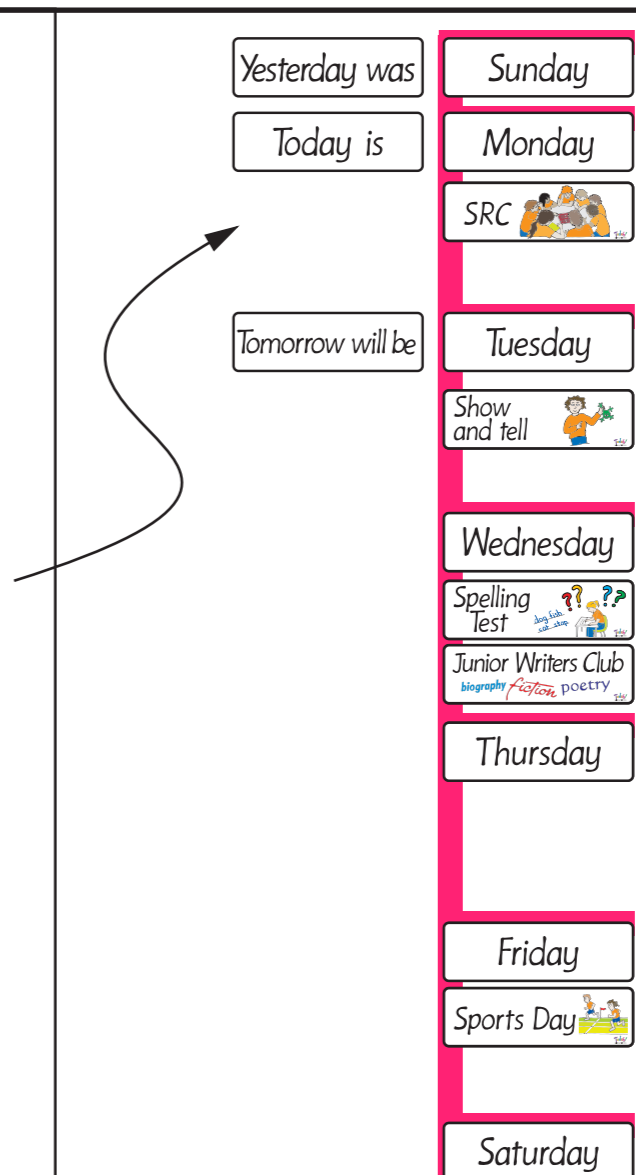 Yesterday was Sunday
Today is Monday
SRC
Tomorrow will be Tuesday
Show
and tell
Wednesday
Spelling
Test
dog fish
cat stop
? ? ? ?
Junior Writers Club
biography fiction poetry
Thursday
Friday
Sports Day
Saturday